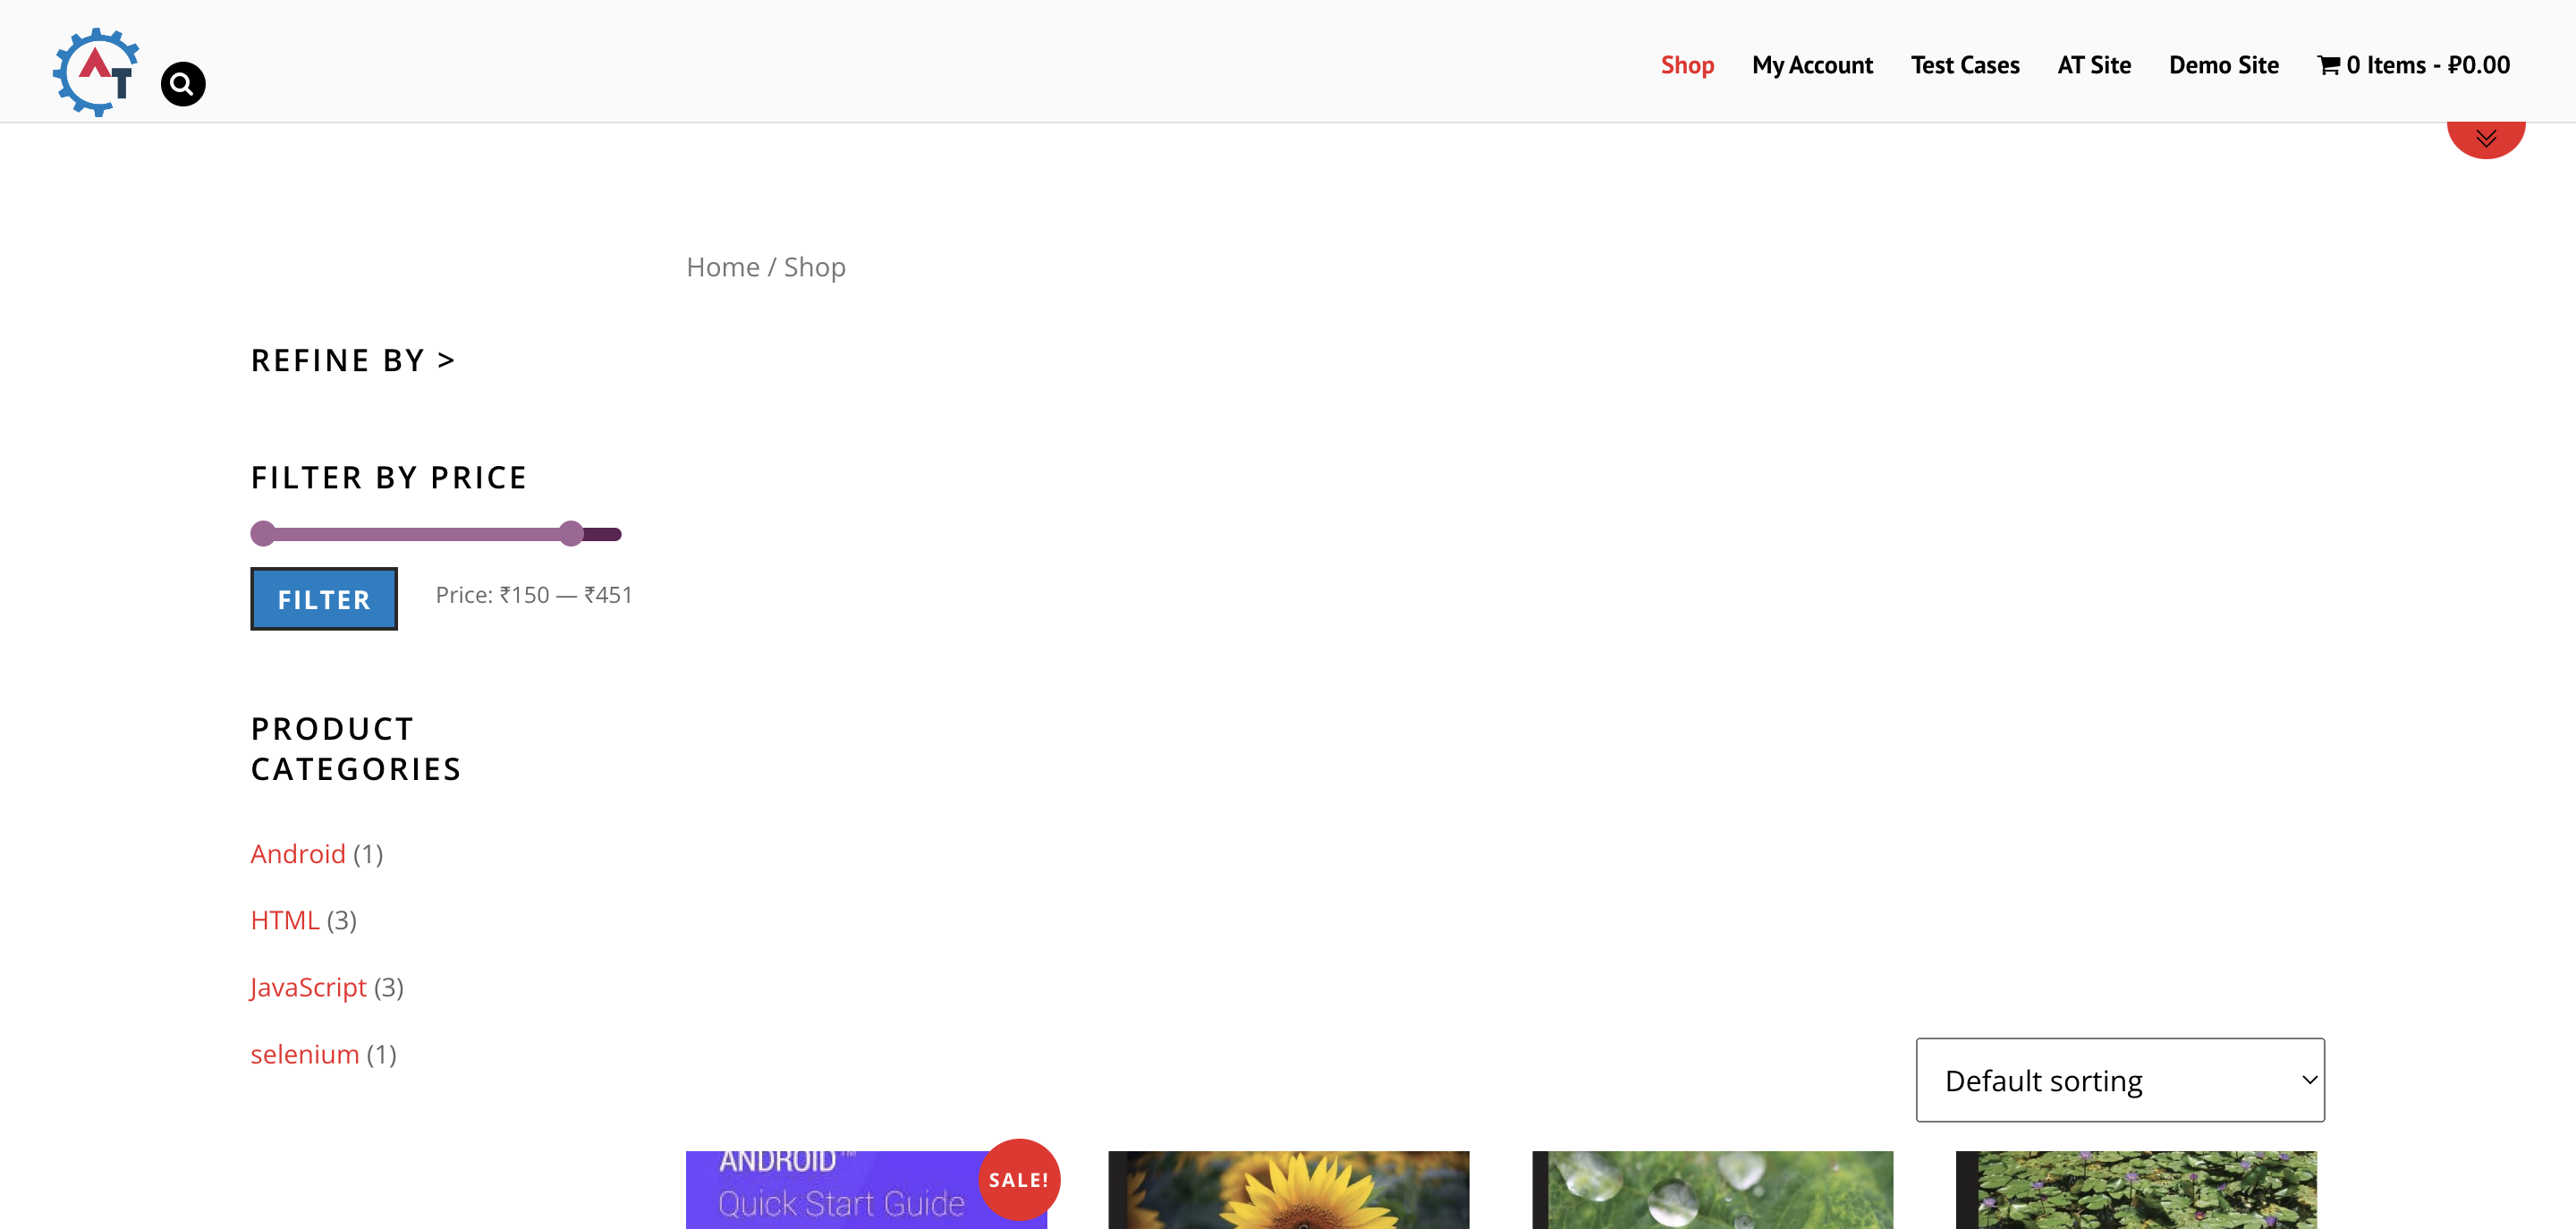 AT
Shop My Account Test Cases AT Site Demo Site 0 Items - ₽0.00
Home / Shop
REFINE BY >
FILTER BY PRICE
FILTER Price: ₹150 — ₹451
PRODUCT
CATEGORIES
Android (1)
HTML (3)
JavaScript (3)
selenium (1)
Default sorting
ANDROID™
Quick Start Guide
SALE!